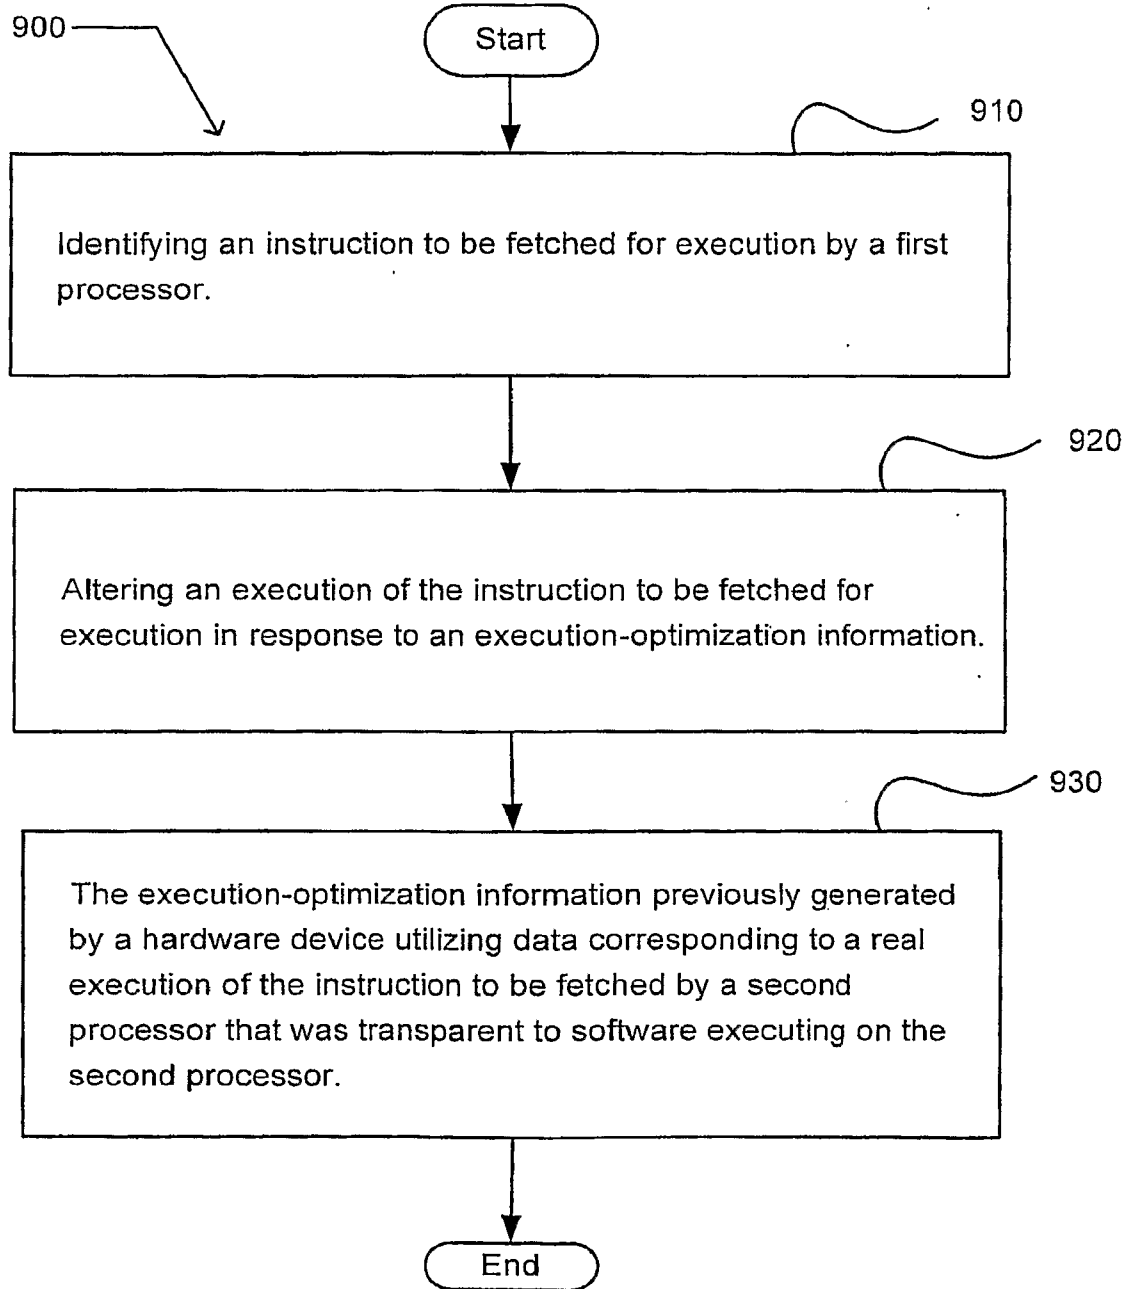 900
Start
910
Identifying an instruction to be fetched for execution by a first
processor.
920
Altering an execution of the instruction to be fetched for
execution in response to an execution-optimization information.
930
The execution-optimization information previously generated
by a hardware device utilizing data corresponding to a real
execution of the instruction to be fetched by a second
processor that was transparent to software executing on the
second processor.
End